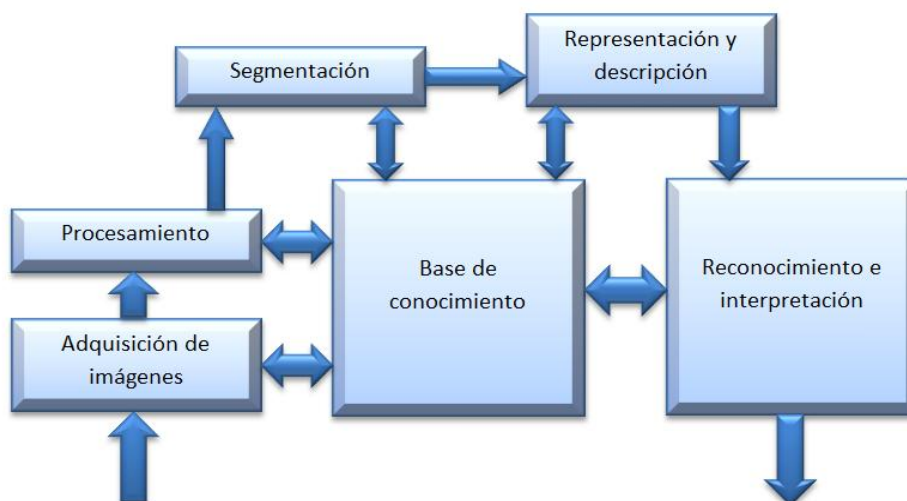 Representación y
descripción
Segmentación
Procesamiento
Base de
conocimiento
Reconocimiento e
interpretación
Adquisición de
imágenes